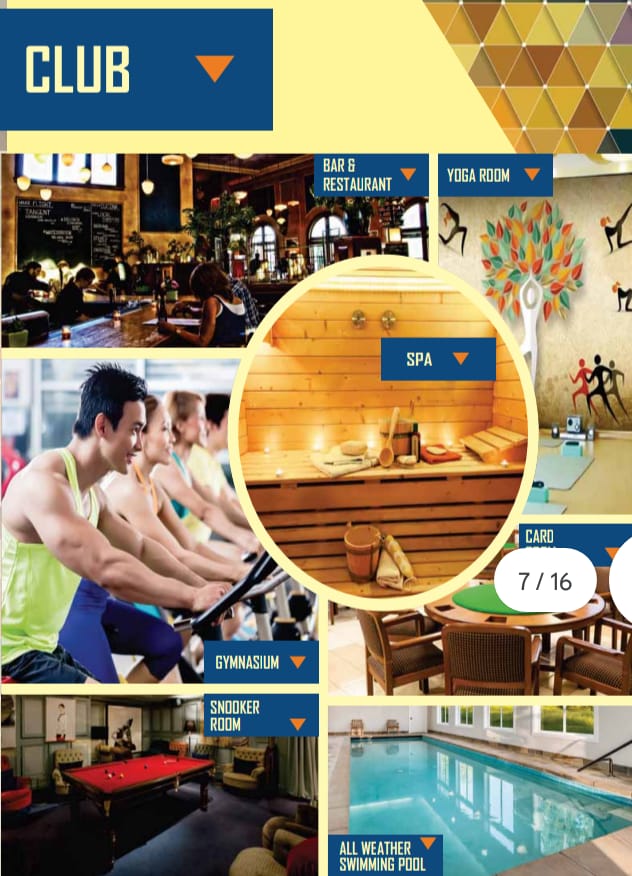 CLUB
BAR &
RESTAURANT
YOGA ROOM
SPA
CARD
7 / 16
GYMNASIUM
SNOOKER
ROOM
ALL WEATHER
SWIMMING POOL